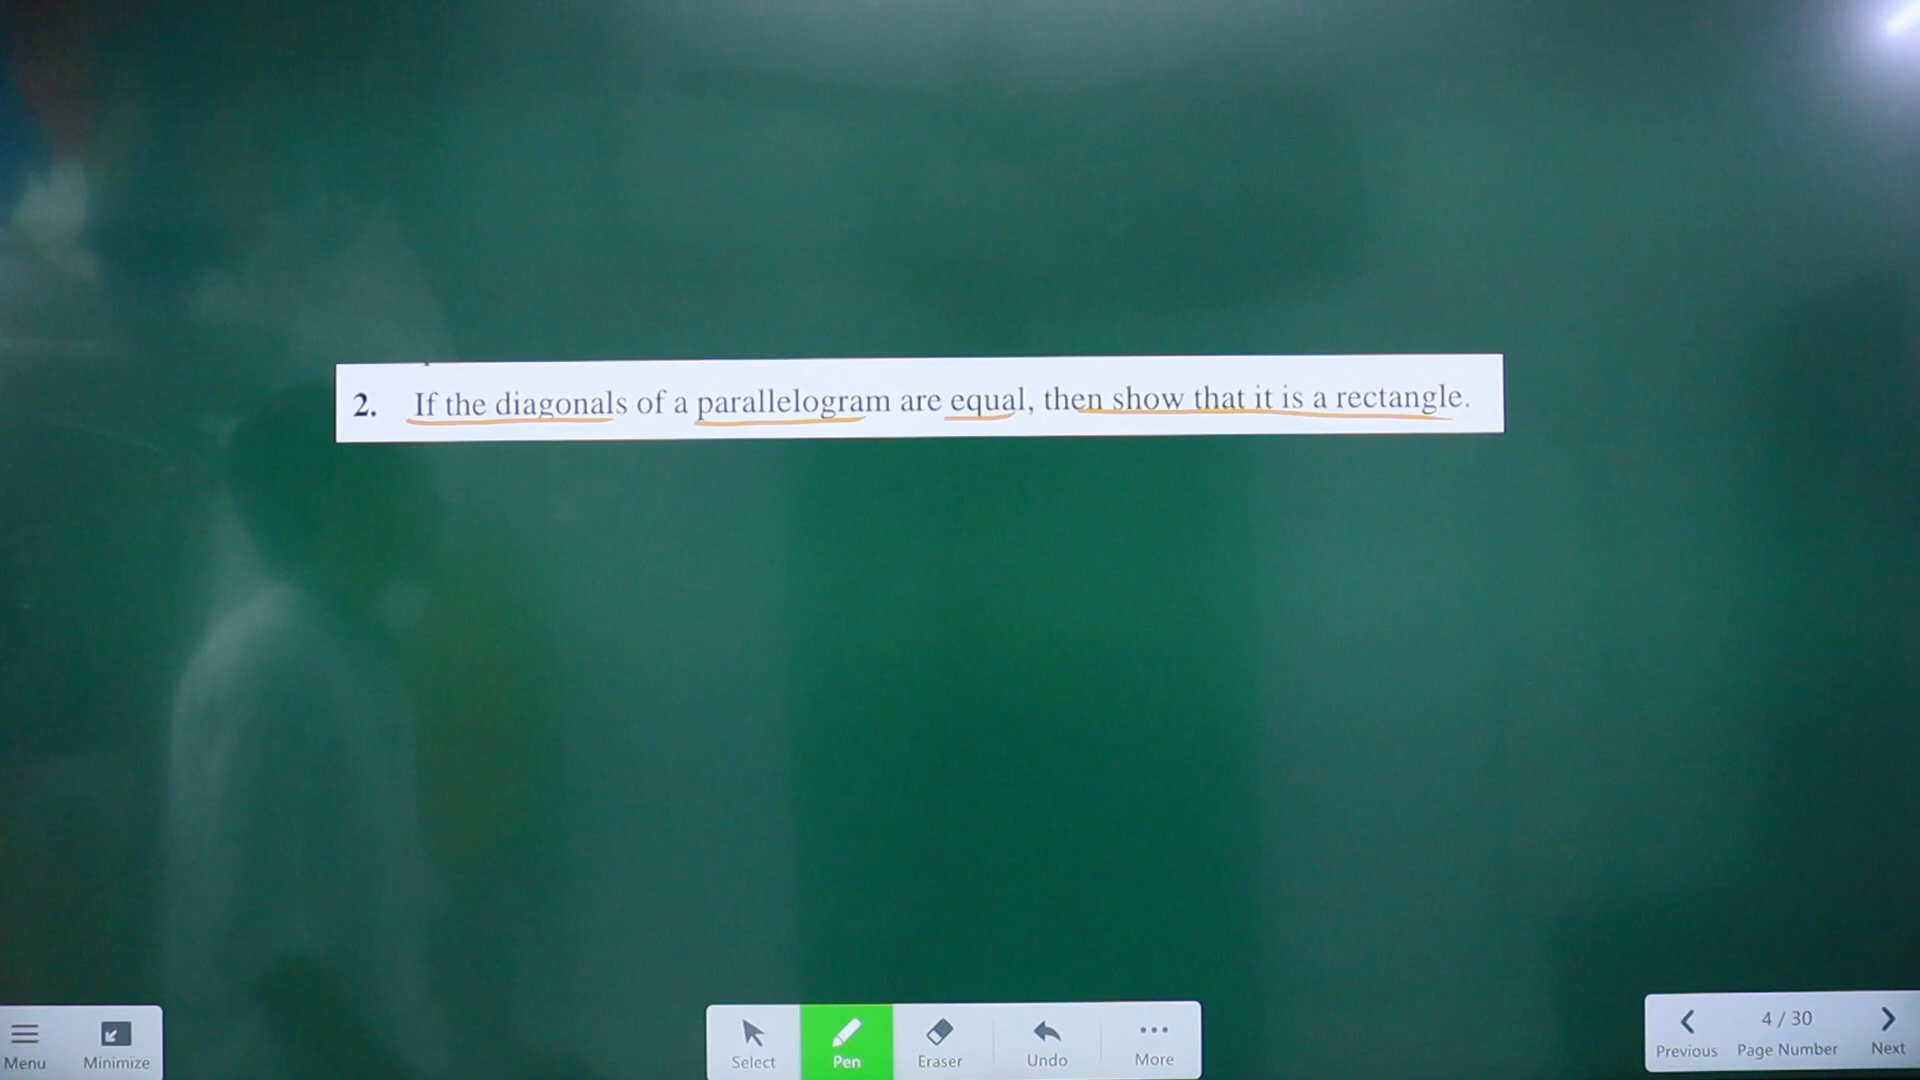 2. If the diagonals of a parallelogram are equal, then show that it is a rectangle.
Menu
Minimize
Select
Pen
Eraser
Undo
More
Previous
4 / 30
Page Number
Next